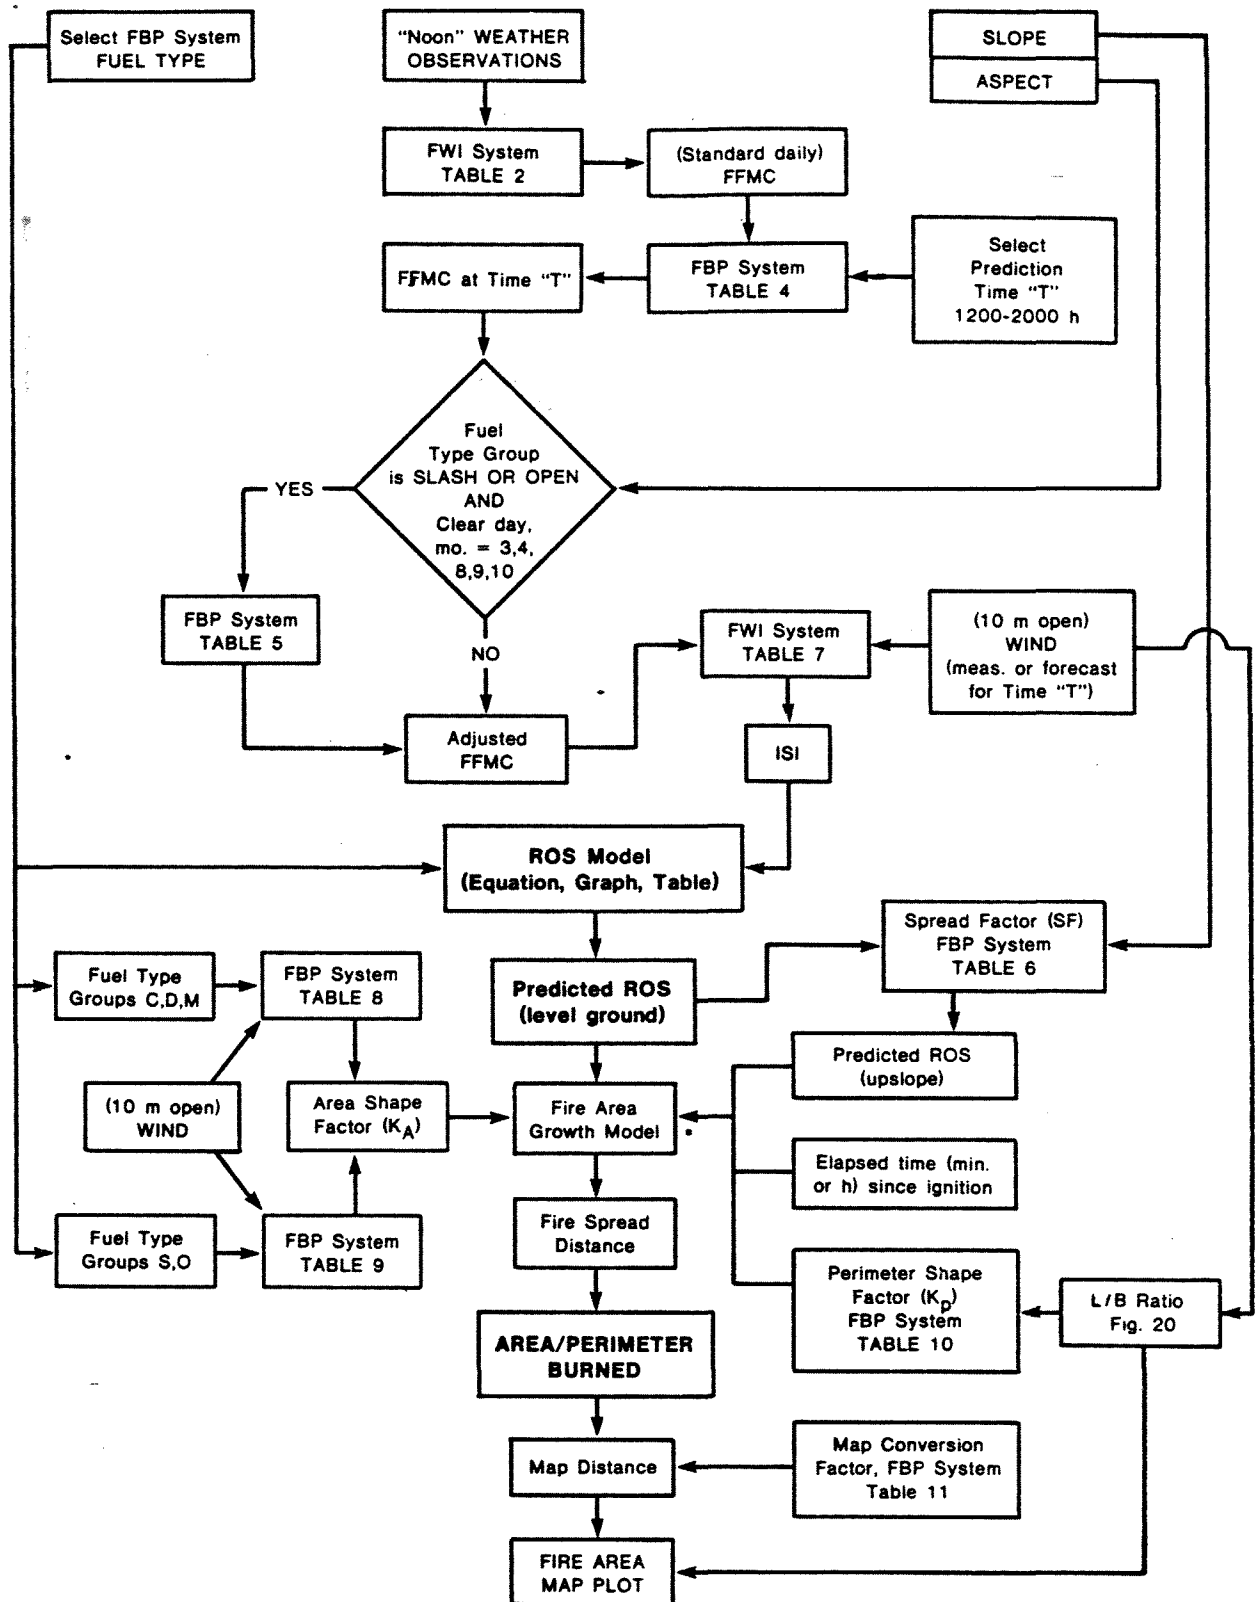 Select FBP System
FUEL TYPE
"Noon" WEATHER
OBSERVATIONS
SLOPE
ASPECT
FWI System
TABLE 2
(Standard daily)
FFMC
FFMC at Time "T"
FBP System
TABLE 4
Select
Prediction
Time "T"
1200-2000 h
Fuel
Type Group
is SLASH OR OPEN
AND
Clear day,
mo. = 3,4,
8,9,10
YES
NO
FBP System
TABLE 5
FWI System
TABLE 7
(10 m open)
WIND
(meas. or forecast
for Time "T")
Adjusted
FFMC
ISI
ROS Model
(Equation, Graph, Table)
Spread Factor (SF)
FBP System
TABLE 6
Fuel Type
Groups C,D,M
FBP System
TABLE 8
Predicted ROS
(level ground)
Predicted ROS
(upslope)
(10 m open)
WIND
Area Shape
Factor (KA)
Fire Area
Growth Model
Elapsed time (min.
or h) since ignition
Fuel Type
Groups S,O
FBP System
TABLE 9
Fire Spread
Distance
Perimeter Shape
Factor (Kp)
FBP System
TABLE 10
L/B Ratio
Fig. 20
AREA/PERIMETER
BURNED
Map Distance
Map Conversion
Factor, FBP System
Table 11
FIRE AREA
MAP PLOT